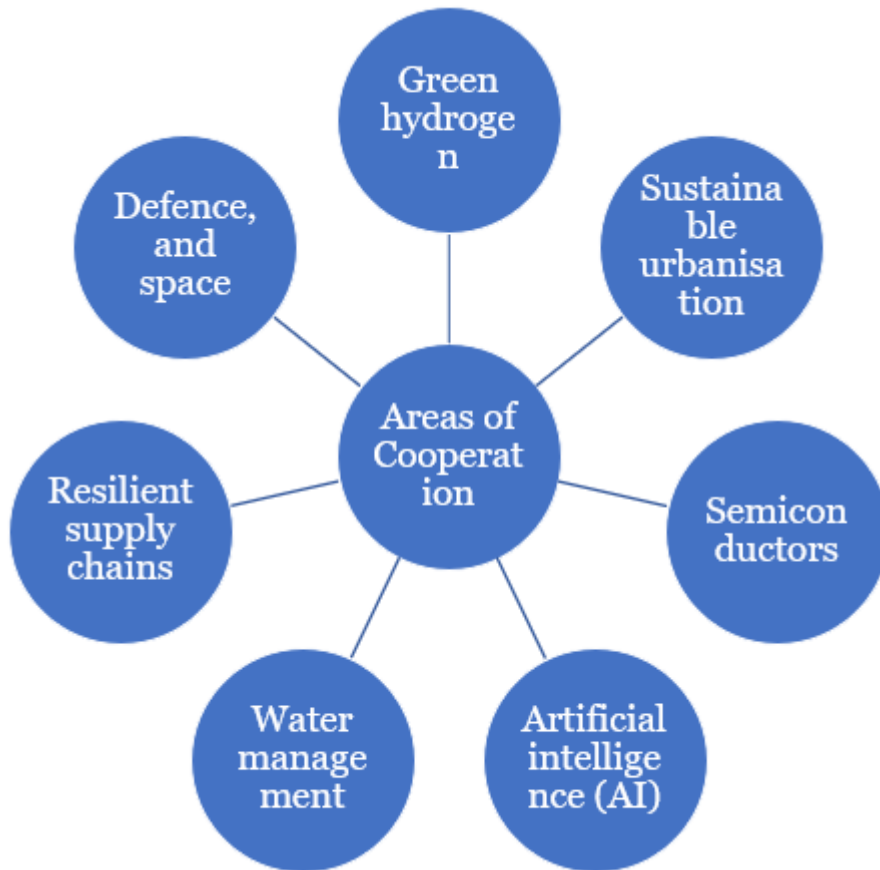 Green
hydroge
n
Sustaina
ble
urbanisa
tion
Semicon
ductors
Artificial
intellige
nce (AI)
Water
manage
ment
Resilient
supply
chains
Defence,
and
space
Areas of
Cooperat
ion